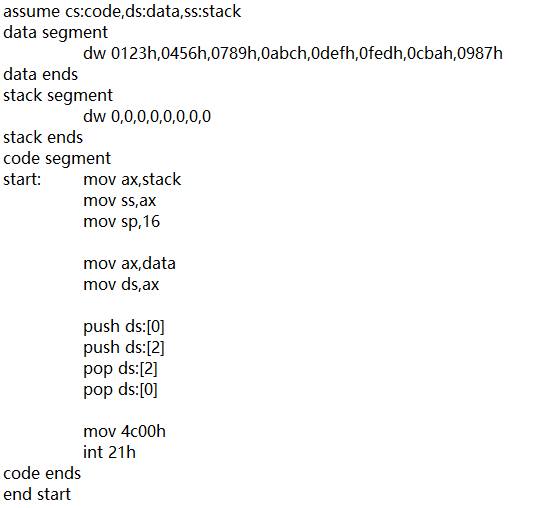 assume cs:code,ds:data,ss:stack
data segment
dw 0123h,0456h,0789h,0abch,0defh,0fedh,0cbah,0987h
data ends
stack segment
dw 0,0,0,0,0,0,0,0
stack ends
code segment
start: mov ax,stack
mov ss,ax
mov sp,16
mov ax,data
mov ds,ax
push ds:[0]
push ds:[2]
pop ds:[2]
pop ds:[0]
mov 4c00h
int 21h
code ends
end start